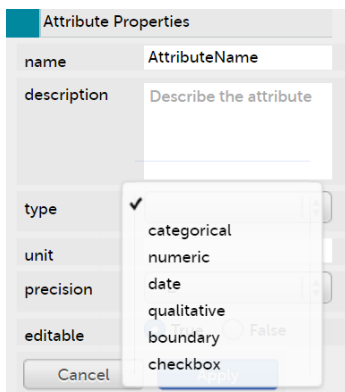 Attribute Properties
name AttributeName
description Describe the attribute
type
categorical
unit numeric
precision date
qualitative
editable True False
boundary
checkbox
Cancel Apply